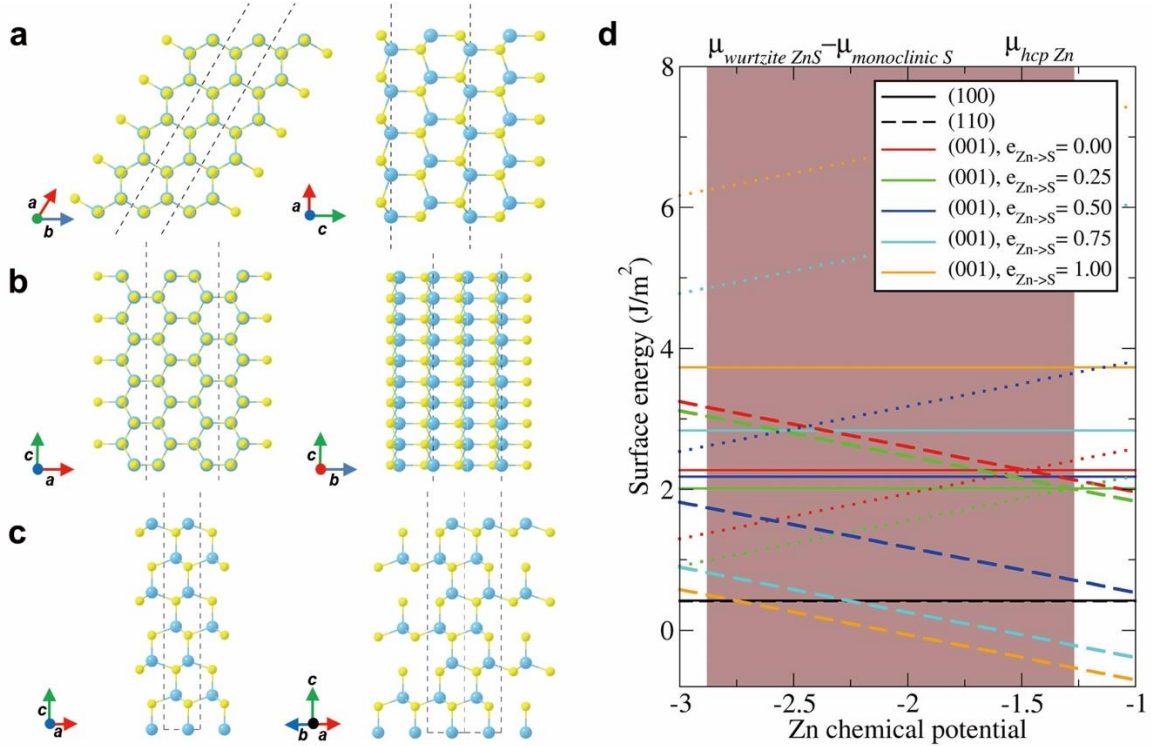 a
a
b
a
c
b
c
a
c
b
c
c
a
c
b
a
d
μwurtzite ZnS−μmonoclinic S
μhcp Zn
8
6
4
2
0
Surface energy (J/m²)
(100)
(110)
(001), eZn->S= 0.00
(001), eZn->S= 0.25
(001), eZn->S= 0.50
(001), eZn->S= 0.75
(001), eZn->S= 1.00
-3
-2.5
-2
-1.5
-1
Zn chemical potential